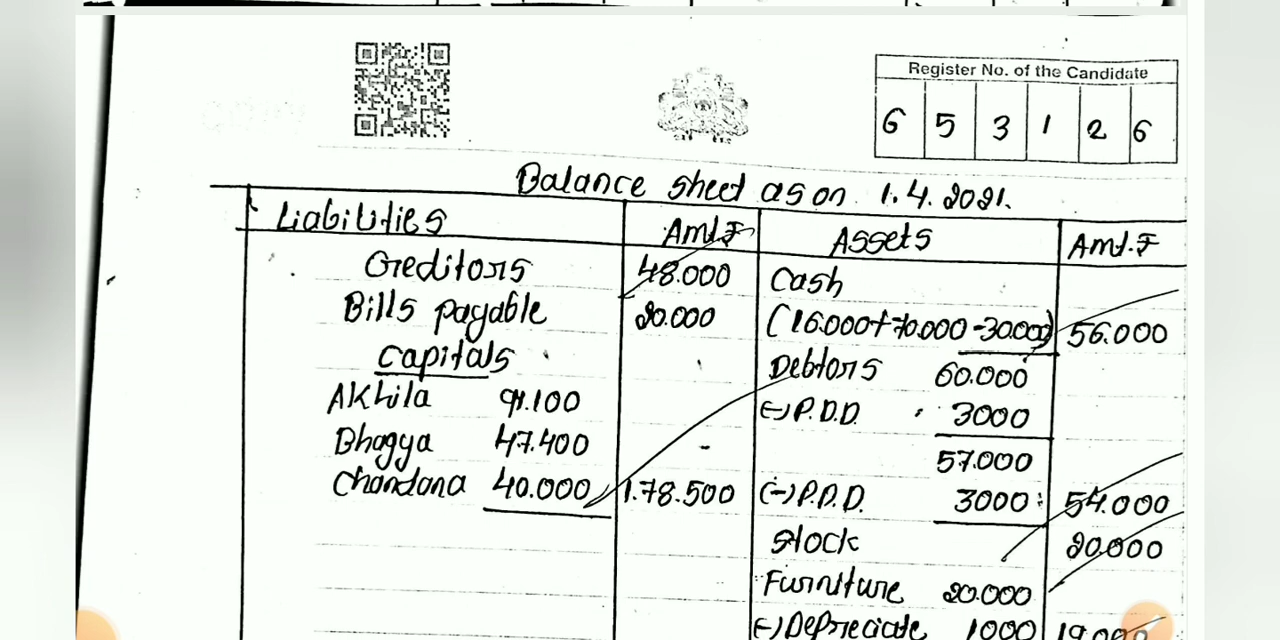 Register No. of the Candidate
6 5 3 1 2 6
Balance sheet as on 1.4.2021.
Liabilities Amt.₹ Assets Amt.₹
Creditors 48.000 Cash
Bills payable 20.000 (16.000+70.000-30.000) 56.000
Capitals Debtors 60.000
Akhila 91.100 (-) P.D.D. 3000
Bhagya 47.400 57.000
Chandana 40.000 1.78.500 (-) P.D.D. 3000 54.000
Stock 20.000
Furniture 20.000
(-) Depreciate 1000